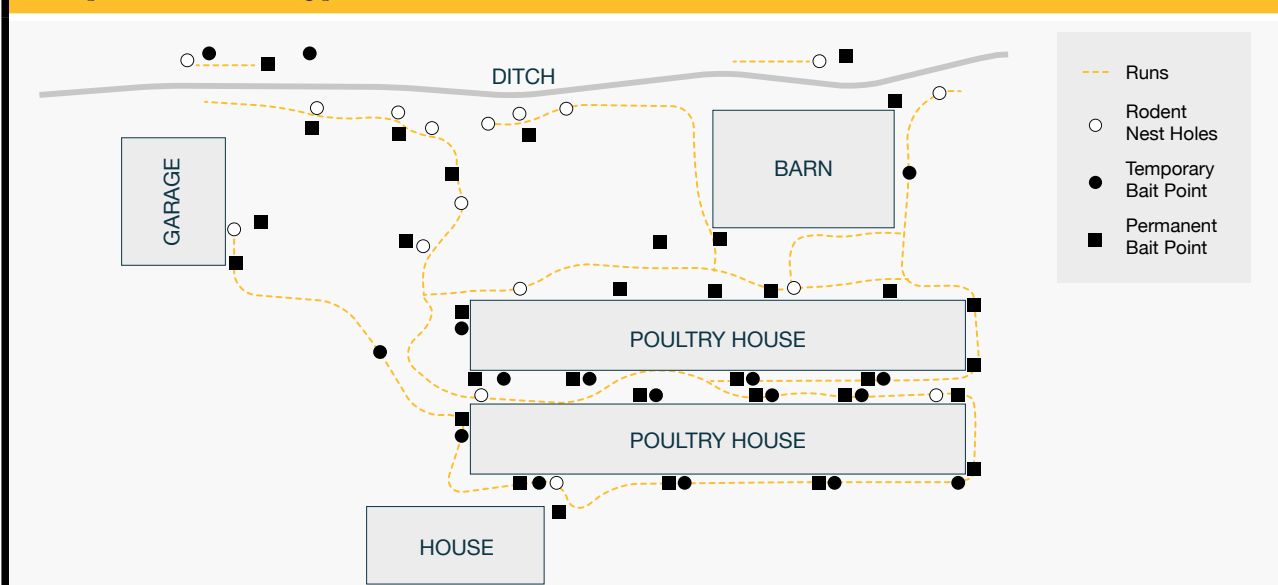 DITCH
GARAGE
BARN
POULTRY HOUSE
POULTRY HOUSE
HOUSE
Runs
Rodent
Nest Holes
Temporary
Bait Point
Permanent
Bait Point